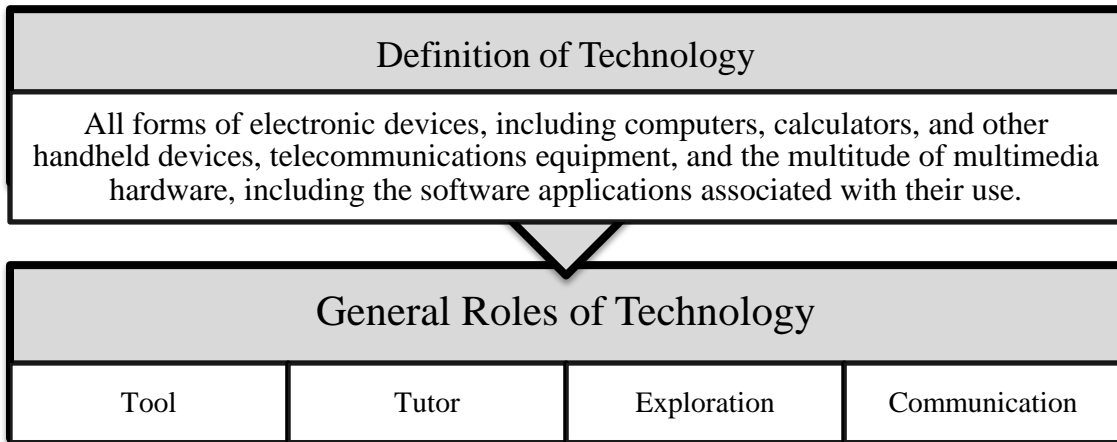 Definition of Technology
All forms of electronic devices, including computers, calculators, and other
handheld devices, telecommunications equipment, and the multitude of multimedia
hardware, including the software applications associated with their use.
General Roles of Technology
Tool
Tutor
Exploration
Communication